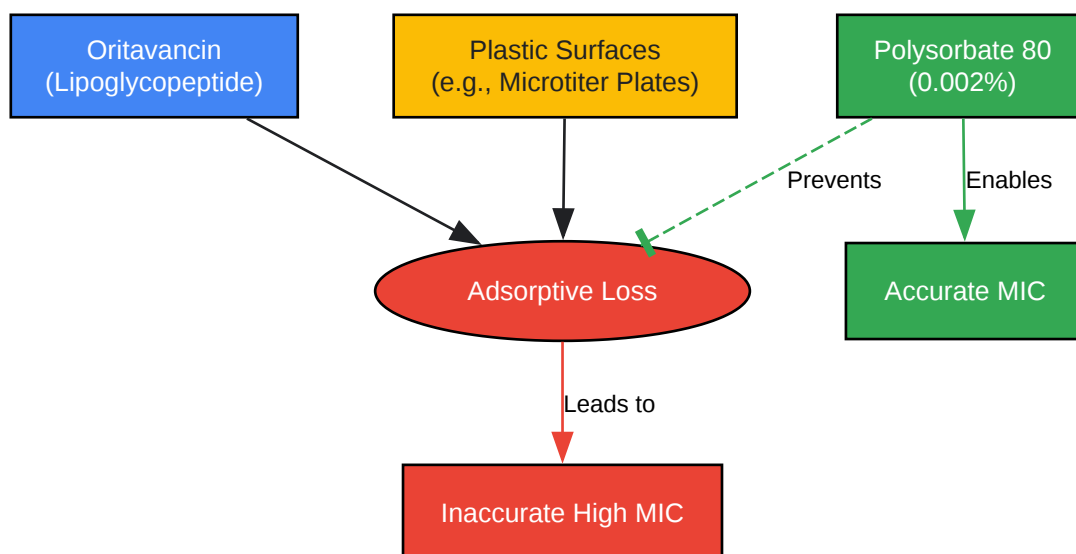 Oritavancin
(Lipoglycopeptide)
Plastic Surfaces
(e.g., Microtiter Plates)
Polysorbate 80
(0.002%)
Prevents
Enables
Adsorptive Loss
Accurate MIC
Leads to
Inaccurate High MIC